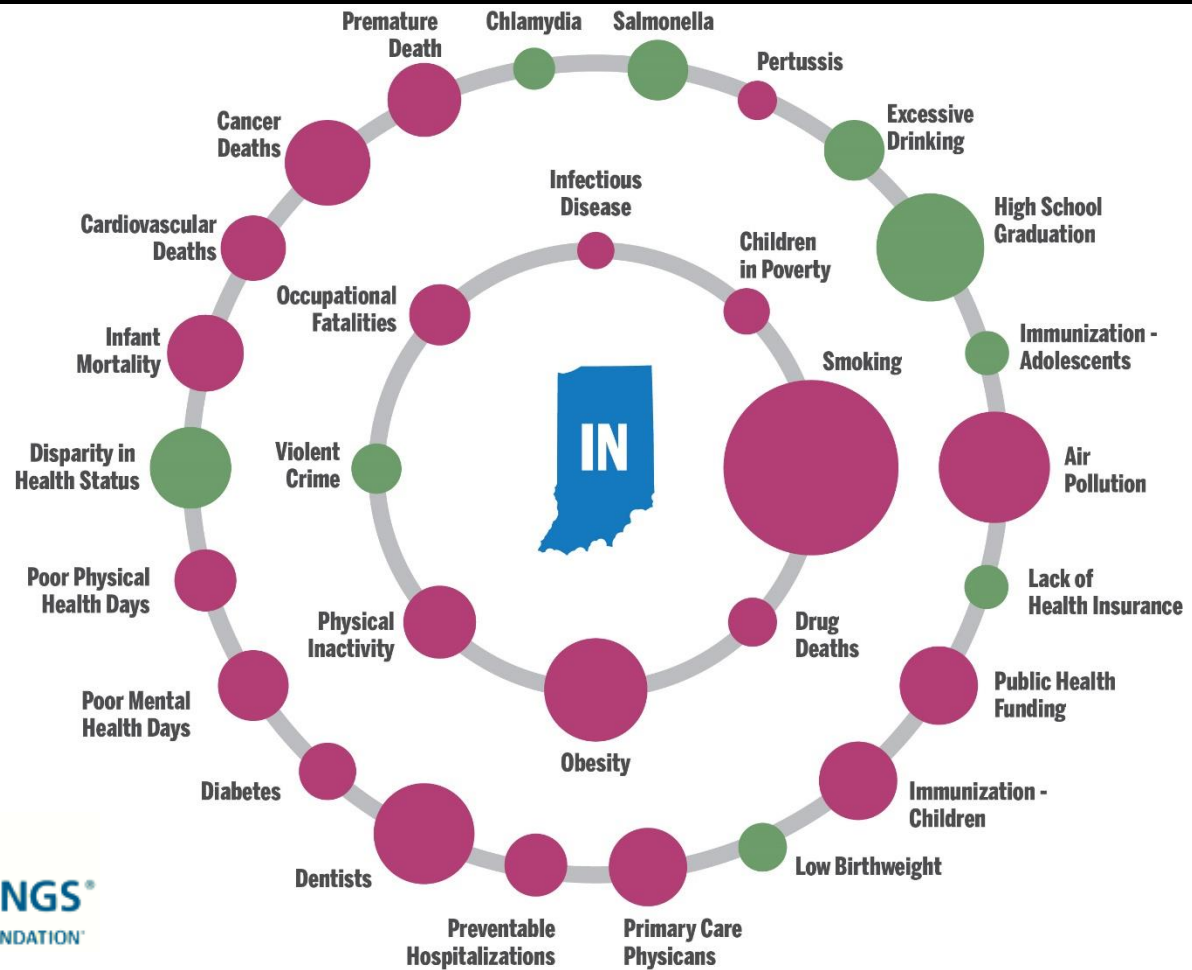 Premature
Death
Chlamydia
Salmonella
Pertussis
Excessive
Drinking
High School
Graduation
Immunization -
Adolescents
Air
Pollution
Lack of
Health Insurance
Public Health
Funding
Immunization -
Children
Low Birthweight
Primary Care
Physicans
Preventable
Hospitalizations
Dentists
Diabetes
Poor Mental
Health Days
Poor Physical
Health Days
Disparity in
Health Status
Infant
Mortality
Cardiovascular
Deaths
Cancer
Deaths
Infectious
Disease
Children
in Poverty
Smoking
Drug
Deaths
Obesity
Physical
Inactivity
Violent
Crime
Occupational
Fatalities
IN
NGS®
NDATION®